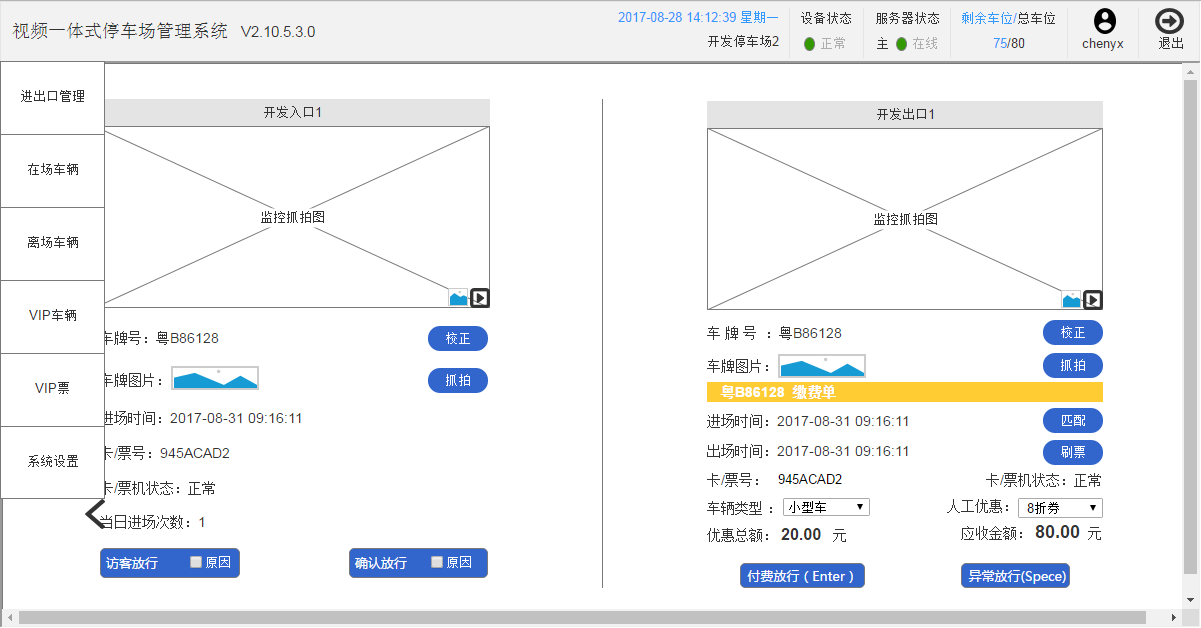 视频一体式停车场管理系统 V2.10.5.3.0
2017-08-28 14:12:39 星期一
开发停车场2
设备状态
正常
服务器状态
主 在线
剩余车位/总车位
75/80
chenyx
退出
进出口管理
在场车辆
离场车辆
VIP车辆
VIP票
系统设置
开发入口1
监控抓拍图
车牌号：粤B86128 校正
车牌图片： 抓拍
进场时间：2017-08-31 09:16:11
卡/票号：945ACAD2
卡/票机状态：正常
当日进场次数：1
访客放行 原因
确认放行 原因
开发出口1
监控抓拍图
车 牌 号 ：粤B86128 校正
车牌图片： 抓拍
粤B86128 缴费单
进场时间：2017-08-31 09:16:11 匹配
出场时间：2017-08-31 09:16:11 刷票
卡/票号： 945ACAD2 卡/票机状态：正常
车辆类型 ： 小型车 人工优惠： 8折券
优惠总额： 20.00 元 应收金额： 80.00 元
付费放行（ Enter ） 异常放行(Spece)